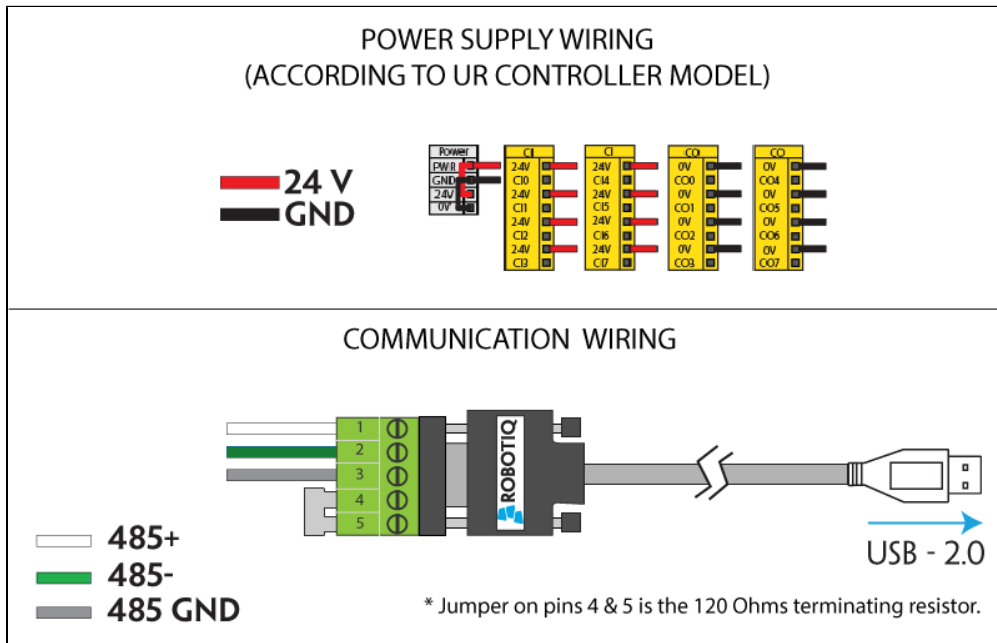 POWER SUPPLY WIRING
(ACCORDING TO UR CONTROLLER MODEL)
24 V
GND
Power
PWR
GND
24V
0V
CI
24V
CI0
24V
CI1
24V
CI2
24V
CI3
CI
24V
CI4
24V
CI5
24V
CI6
24V
CI7
CO
0V
CO0
0V
CO1
0V
CO2
0V
CO3
CO
0V
CO4
0V
CO5
0V
CO6
0V
CO7
COMMUNICATION WIRING
1
2
3
4
5
ROBOTIQ
USB - 2.0
485+
485-
485 GND
* Jumper on pins 4 & 5 is the 120 Ohms terminating resistor.